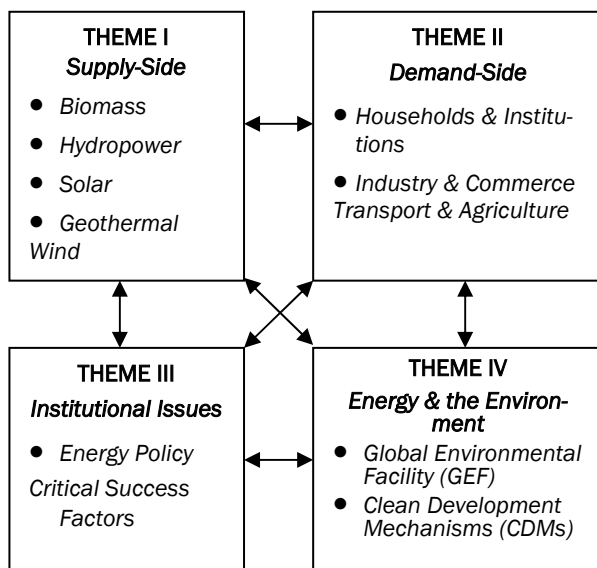 THEME I
Supply-Side
● Biomass
● Hydropower
● Solar
● Geothermal
Wind
THEME II
Demand-Side
● Households & Institu-
tions
● Industry & Commerce
Transport & Agriculture
THEME III
Institutional Issues
● Energy Policy
Critical Success
Factors
THEME IV
Energy & the Environ-
ment
● Global Environmental
Facility (GEF)
● Clean Development
Mechanisms (CDMs)